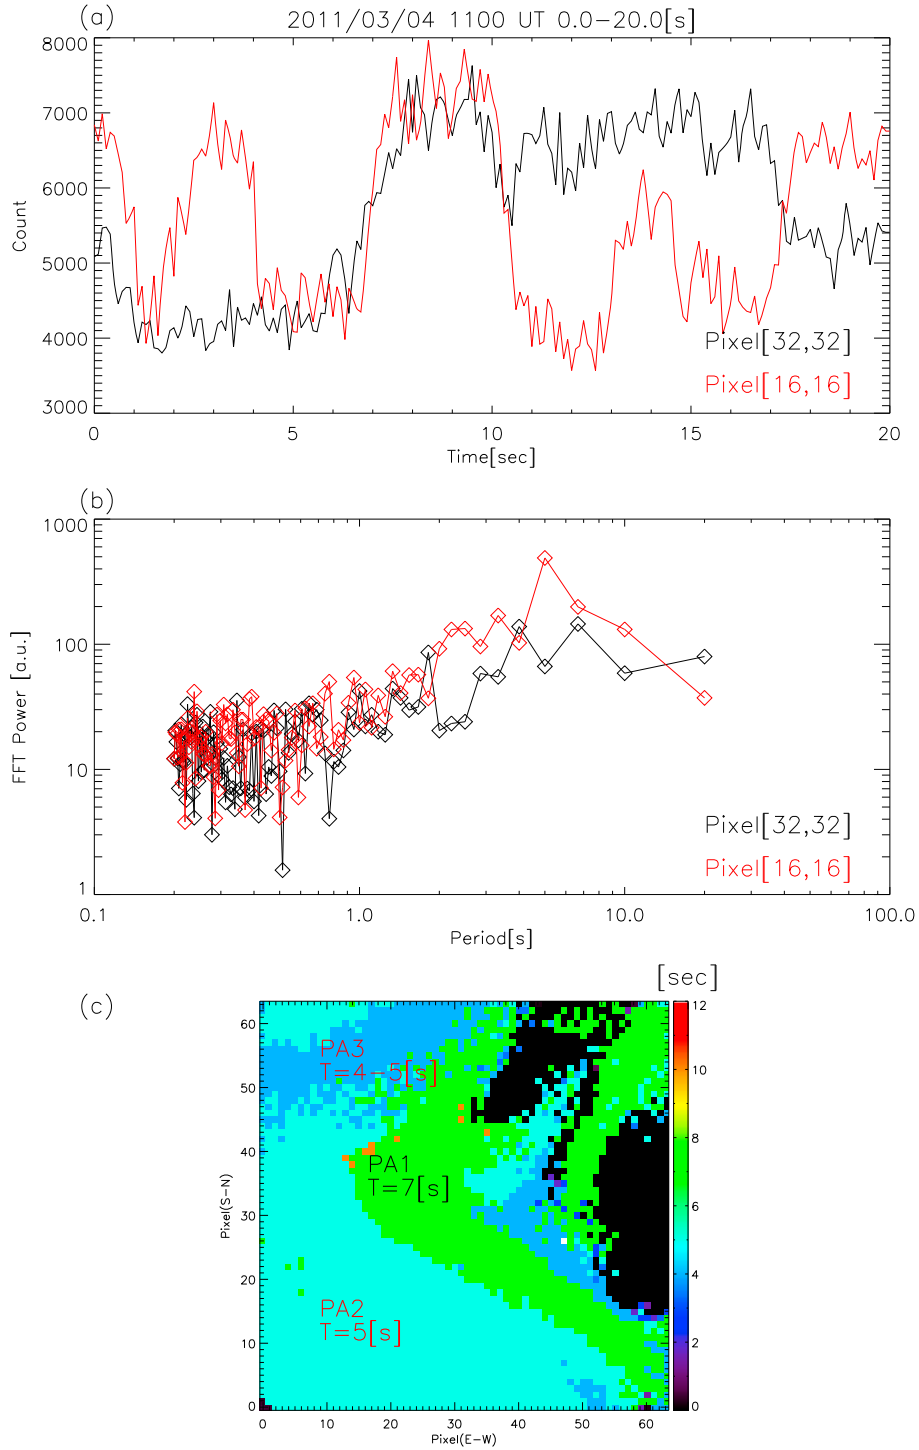 (a)
2011/03/04 1100 UT 0.0-20.0[s]
8000
7000
6000
5000
4000
3000
Count
Pixel[32,32]
Pixel[16,16]
0 5 10 15 20
Time[sec]
(b)
1000
100
10
1
FFT Power [a.u.]
Pixel[32,32]
Pixel[16,16]
0.1 1.0 10.0 100.0
Period[s]
(c)
[sec]
60
50
40
30
20
10
0
Pixel(S-N)
PA3
T=4-5[s]
PA1
T=7[s]
PA2
T=5[s]
12
10
8
6
4
2
0
0 10 20 30 40 50 60
Pixel(E-W)